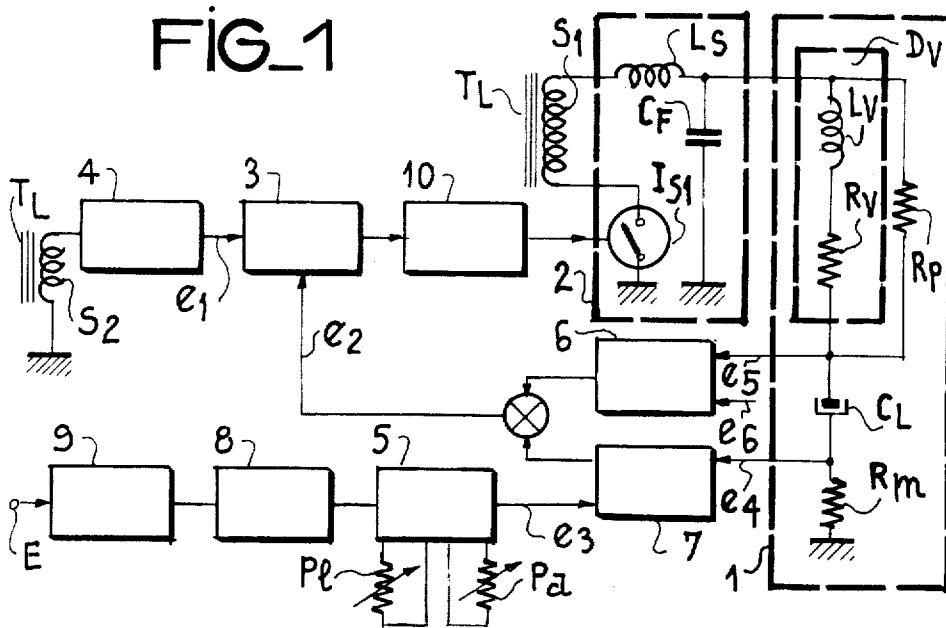 FIG_1
S1
LS
DV
TL
CF
LV
4
3
10
IS1
TL
RV
Rp
S2
e1
2
6
e2
e5
e6
CL
9
8
5
e4
Rm
E
e3
7
1
Pl
Pa